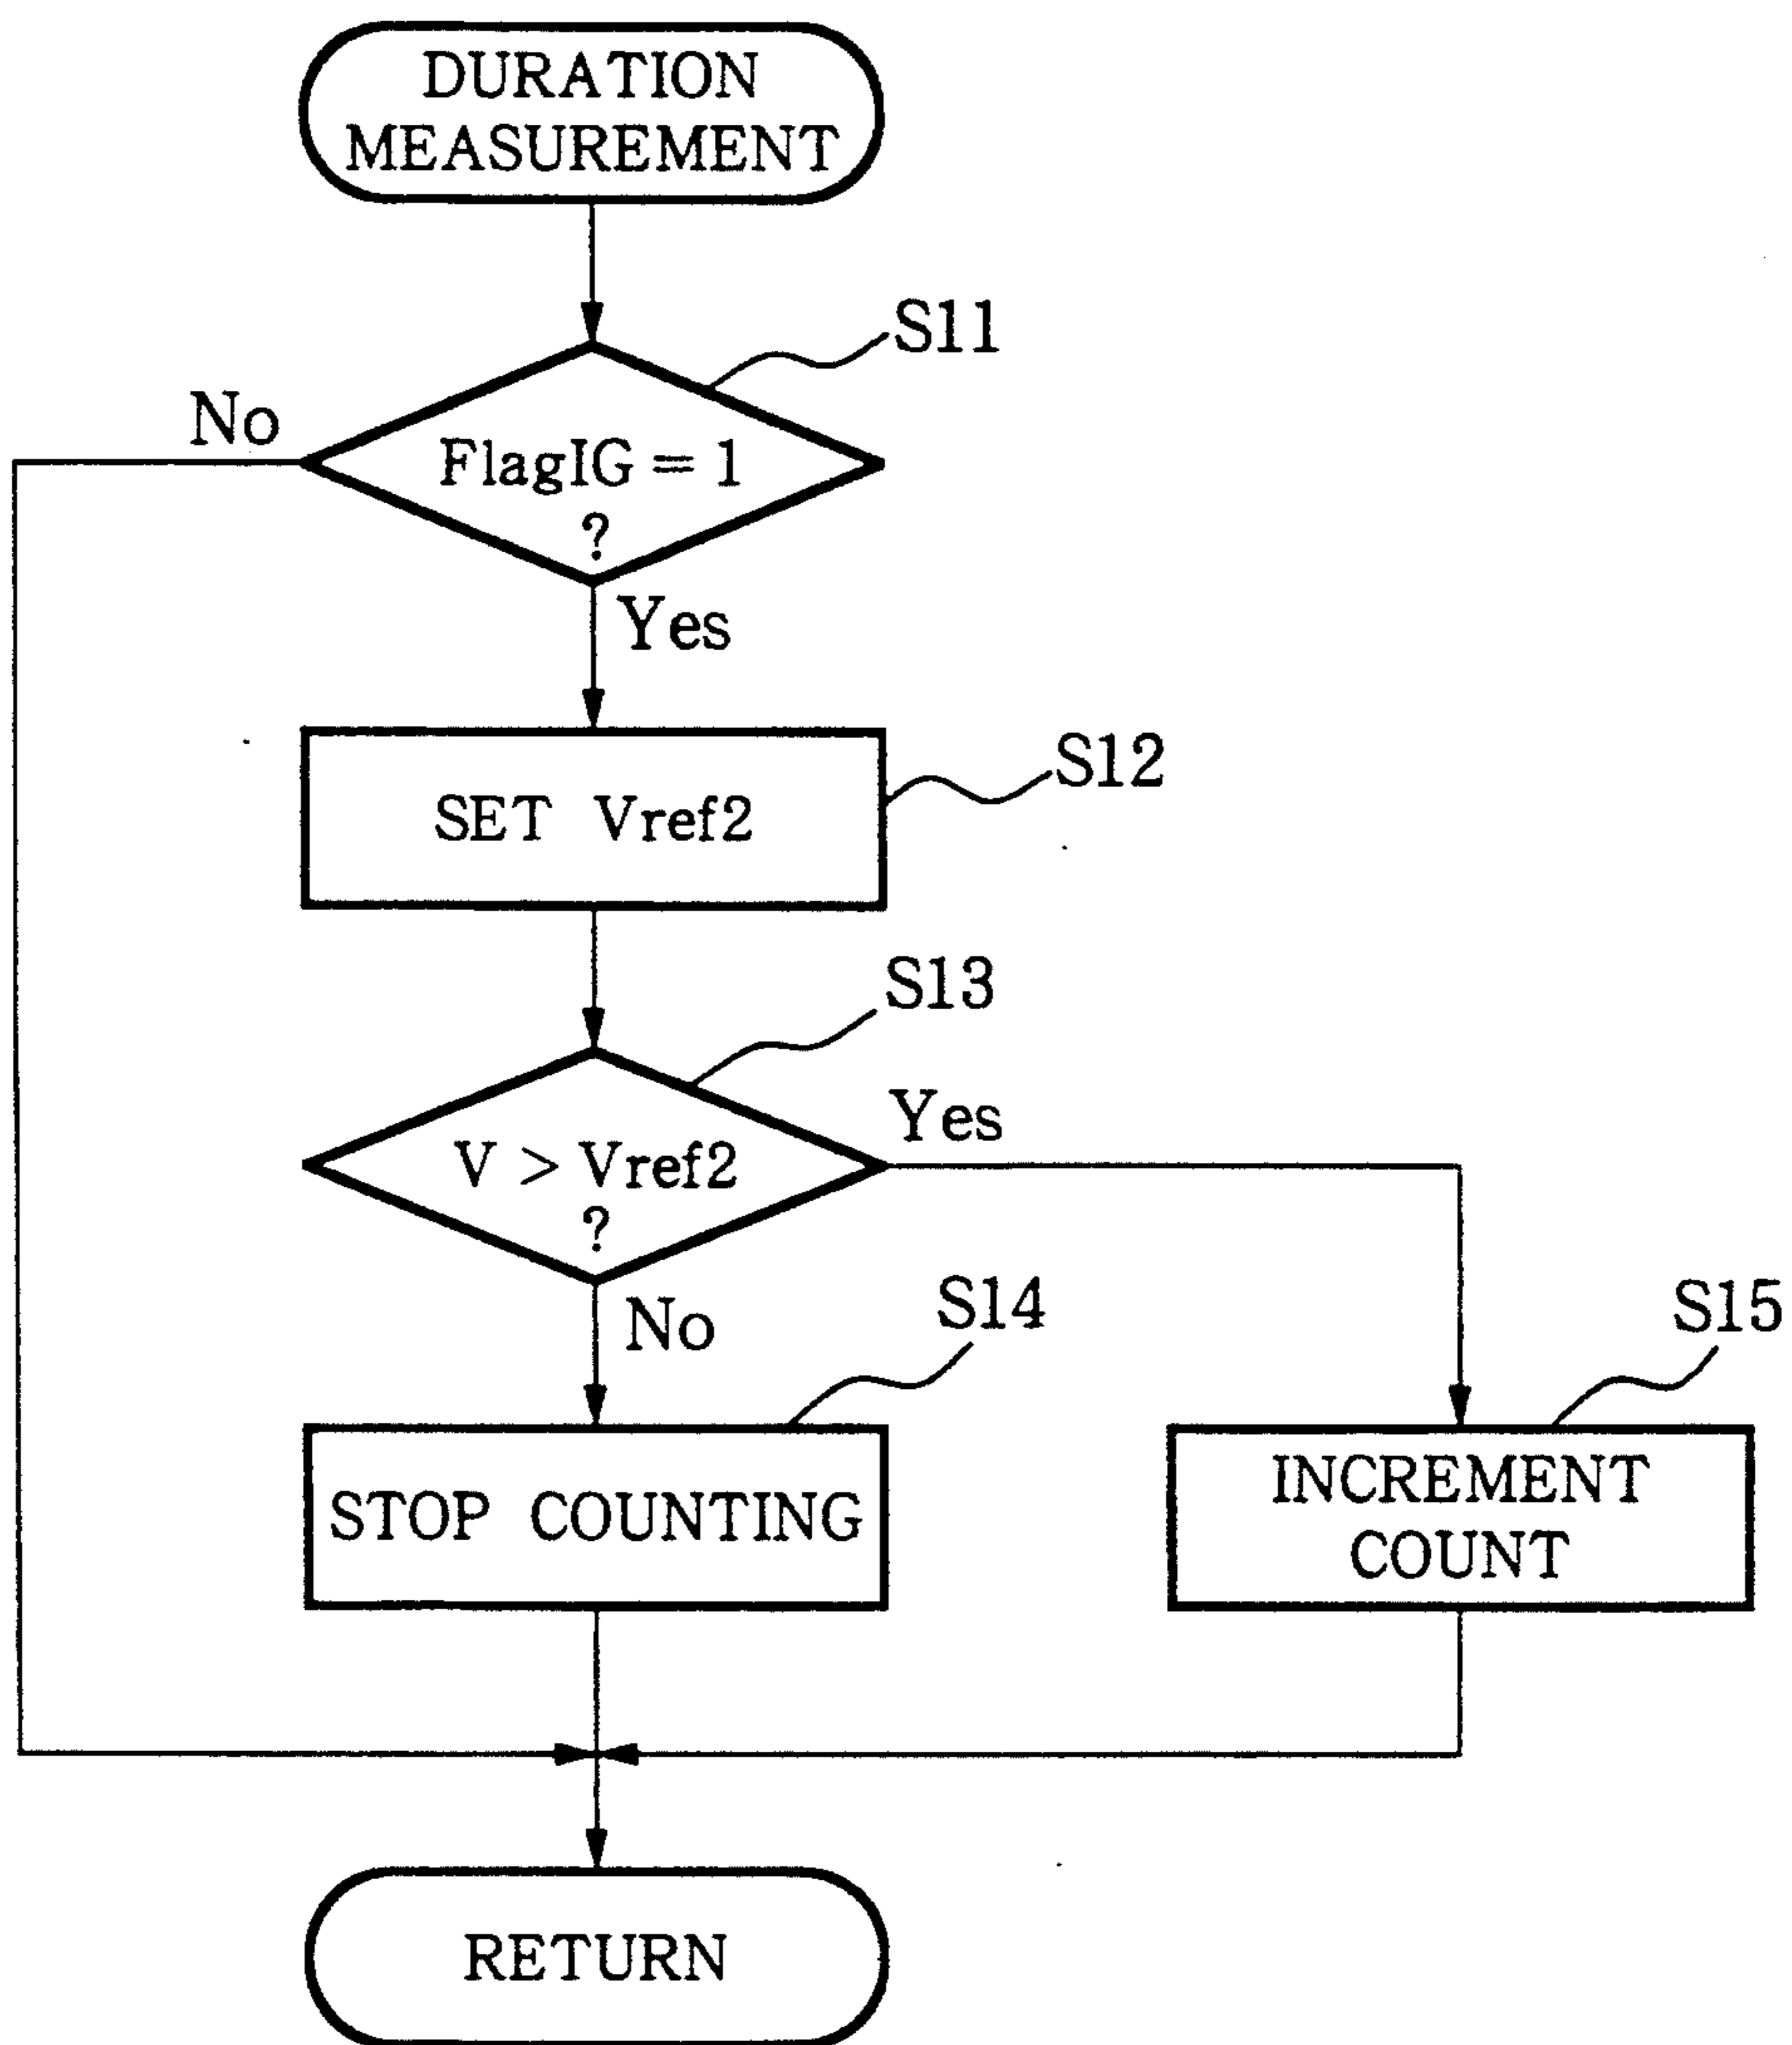 DURATION
MEASUREMENT
S11
No
FlagIG = 1
?
Yes
S12
SET Vref2
S13
Yes
V > Vref2
?
No
S14
S15
STOP COUNTING
INCREMENT
COUNT
RETURN